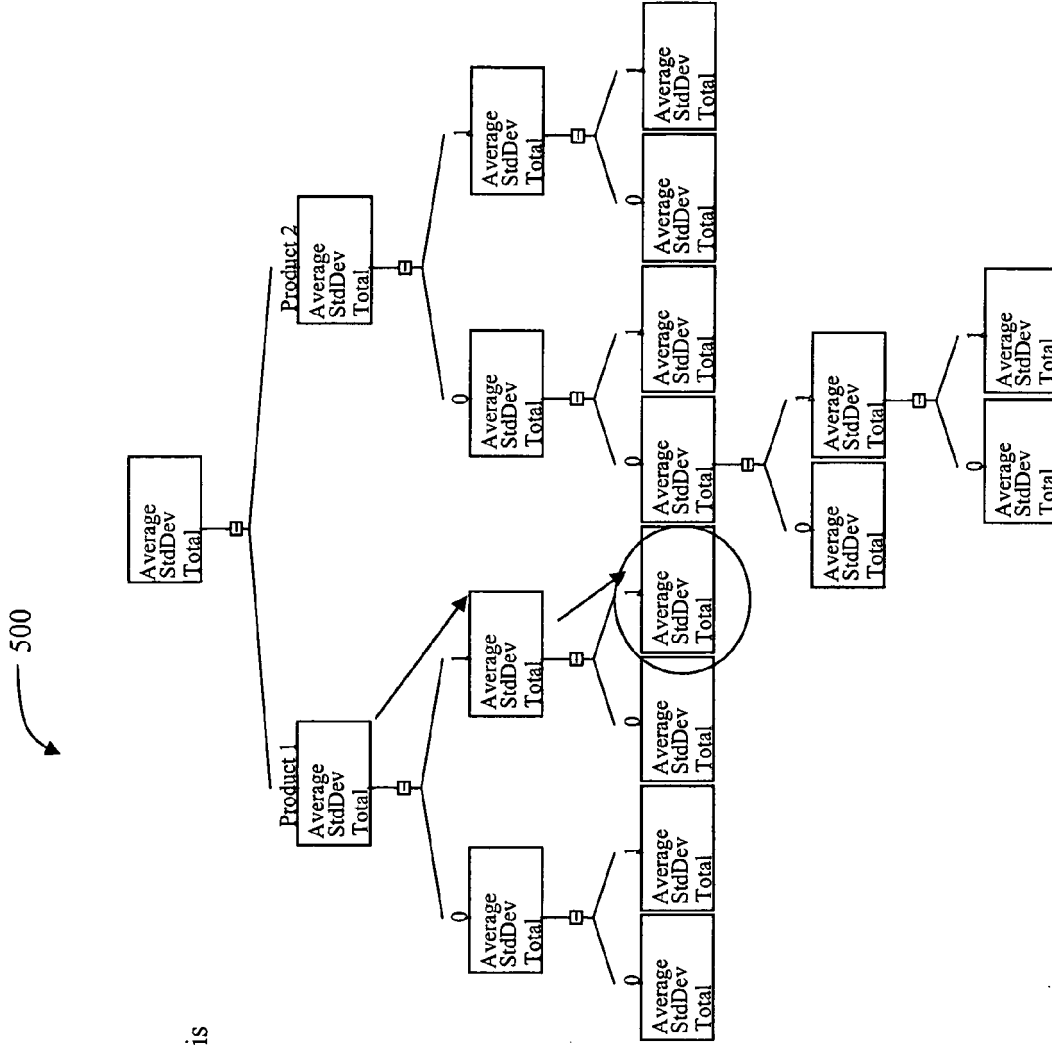 500
is
Average
StdDev
Total
Product 1
Average
StdDev
Total
Product 2
Average
StdDev
Total
0
Average
StdDev
Total
1
Average
StdDev
Total
0
Average
StdDev
Total
1
Average
StdDev
Total
0
Average
StdDev
Total
1
Average
StdDev
Total
0
Average
StdDev
Total
1
Average
StdDev
Total
0
Average
StdDev
Total
1
Average
StdDev
Total
0
Average
StdDev
Total
1
Average
StdDev
Total
0
Average
StdDev
Total
1
Average
StdDev
Total
0
Average
StdDev
Total
1
Average
StdDev
Total